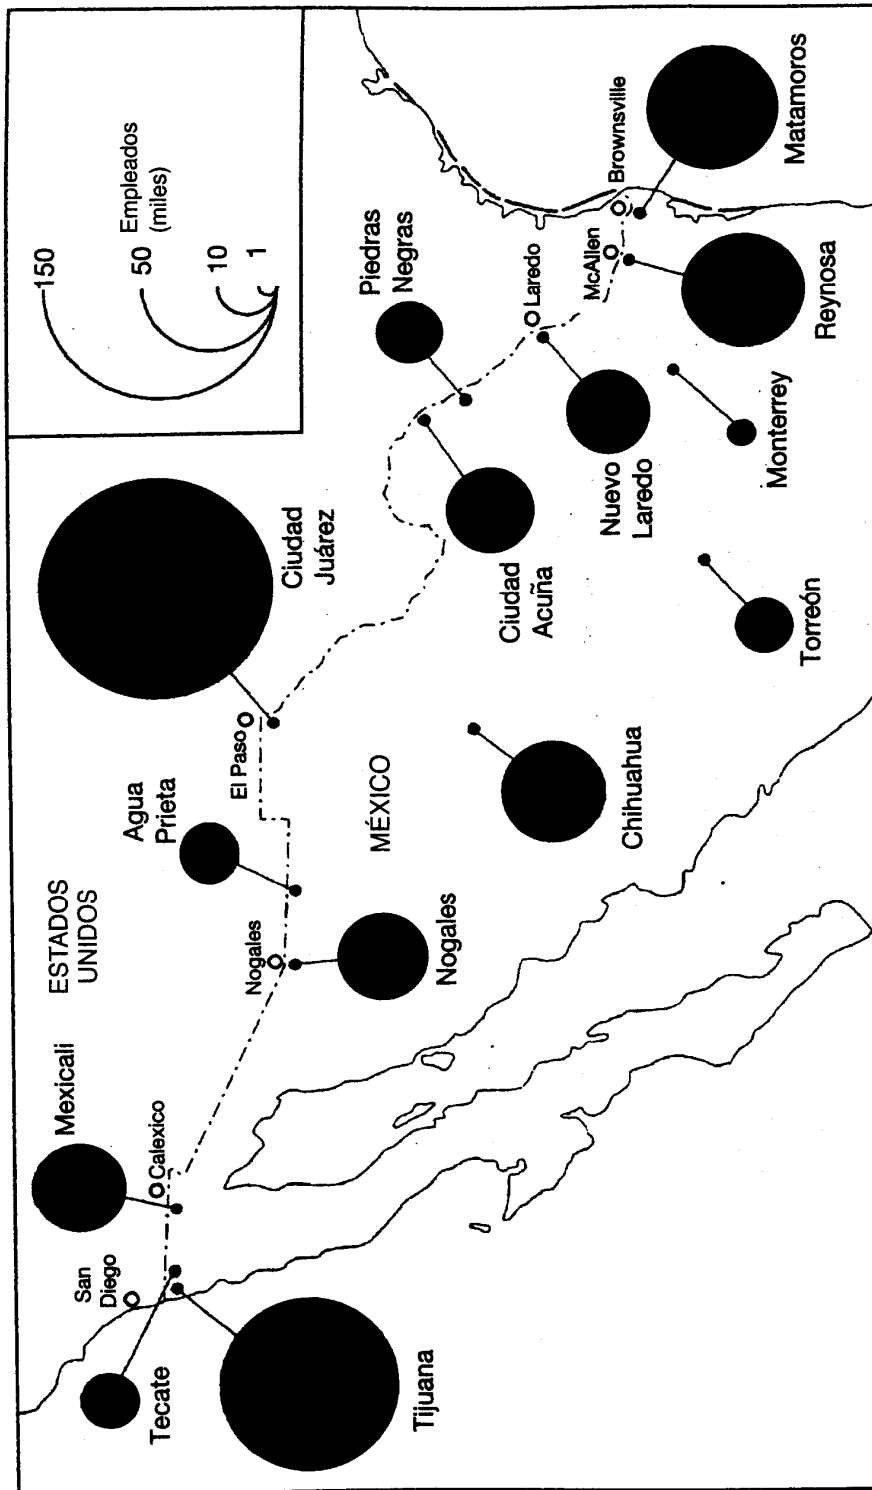 ESTADOS
UNIDOS
MÉXICO
San
Diego
Tecate
Tijuana
Mexicali
Calexico
Nogales
Nogales
Agua
Prieta
El Paso
Ciudad
Juárez
Chihuahua
Ciudad
Acuña
Piedras
Negras
Laredo
Nuevo
Laredo
Torreón
Monterrey
McAllen
Reynosa
Brownsville
Matamoros
150
50
10
1
Empleados
(miles)